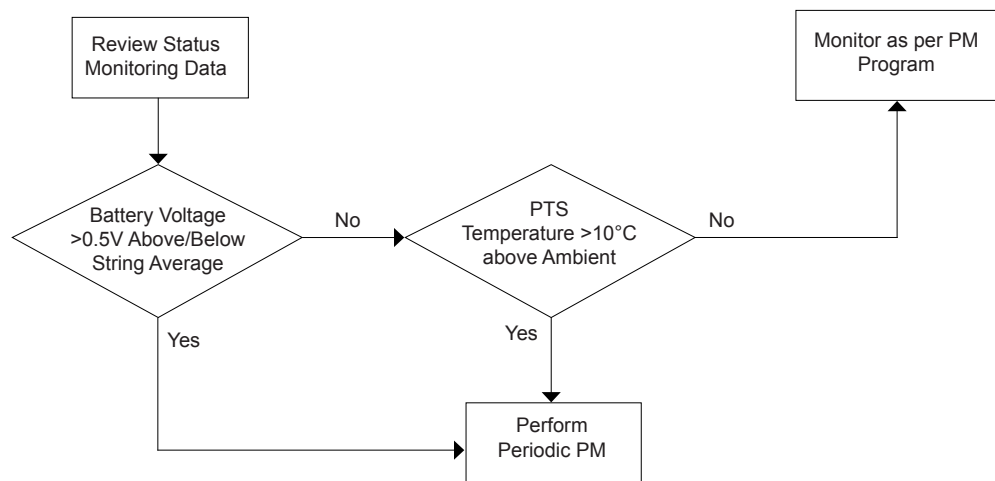 Review Status
Monitoring Data
Monitor as per PM
Program
Battery Voltage
>0.5V Above/Below
String Average
No
PTS
Temperature >10°C
above Ambient
No
Yes
Yes
Perform
Periodic PM